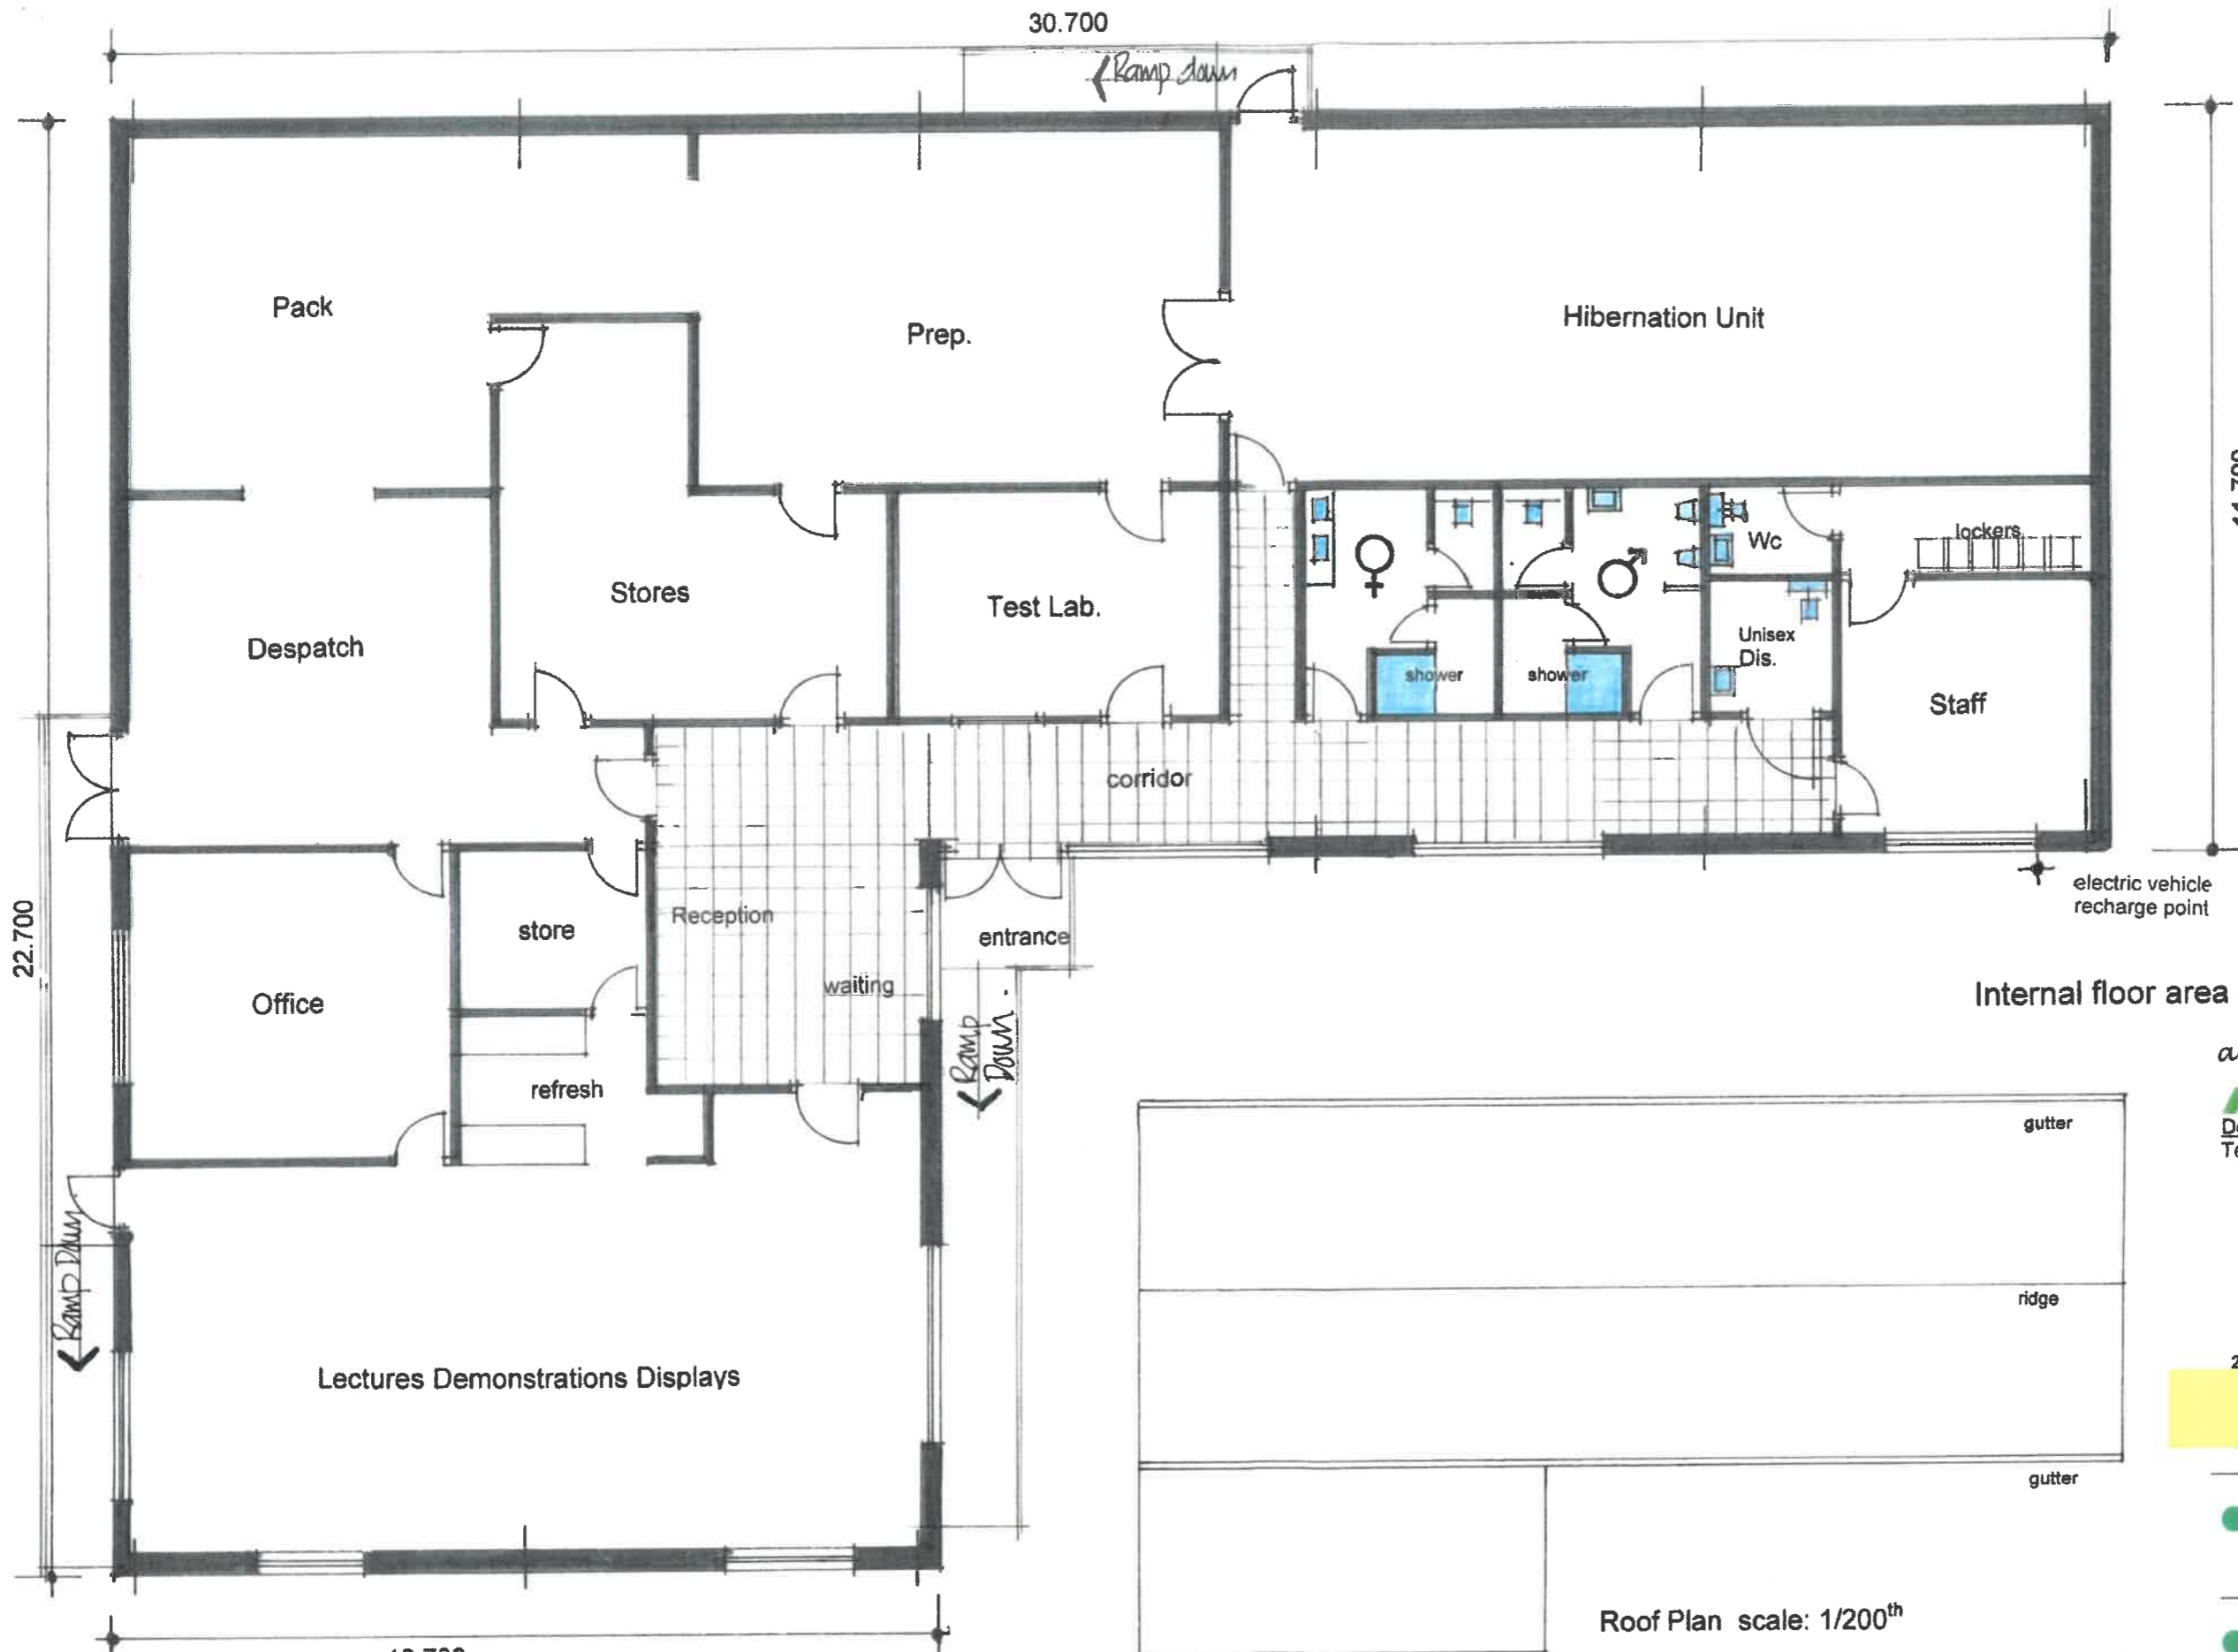 30.700
Ramp down
Pack
Prep.
Hibernation Unit
lockers
Wc
Stores
Test Lab.
Unisex
Dis.
Despatch
shower
shower
Staff
corridor
electric vehicle
recharge point
22.700
Reception
store
entrance
waiting
Office
Internal floor area
Ramp
Down.
refresh
gutter
Ramp Down
ridge
Lectures Demonstrations Displays
gutter
Roof Plan scale: 1/200th